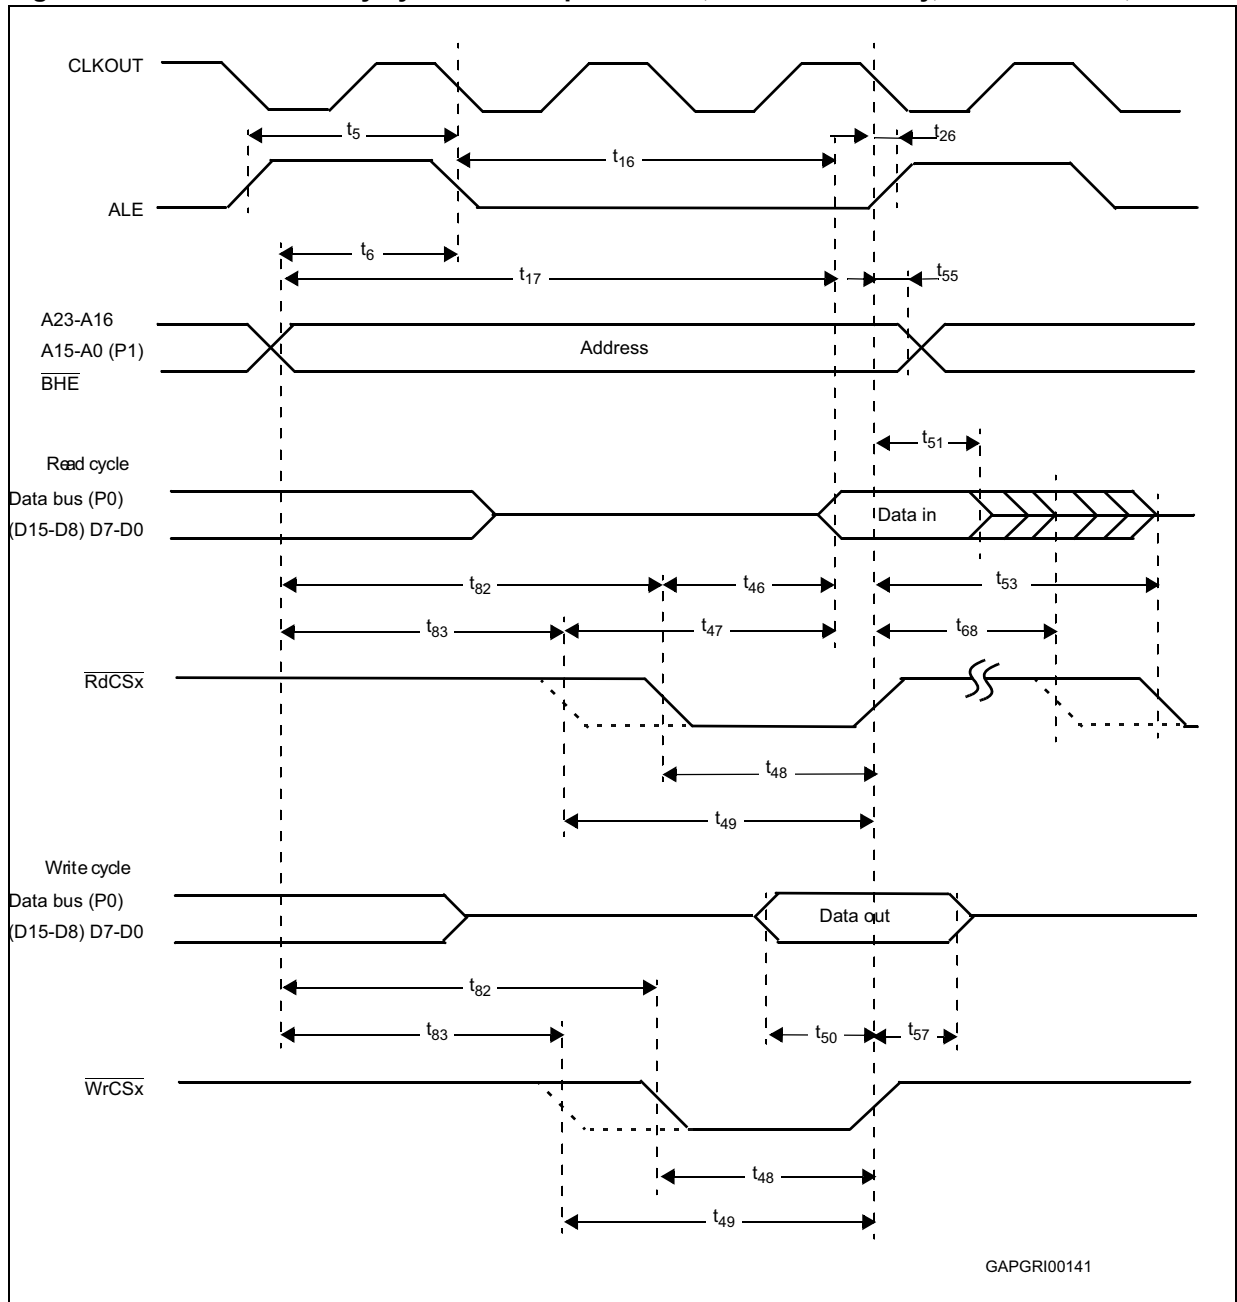 CLKOUT
t5
t26
t16
ALE
t6
t17
t55
A23-A16
A15-A0 (P1)
Address
BHE
t51
Read cycle
Data bus (P0)
Data in
(D15-D8) D7-D0
t82
t46
t53
t83
t47
t68
RdCSx
t48
t49
Write cycle
Data bus (P0)
Data out
(D15-D8) D7-D0
t82
t83
t50
t57
WrCSx
t48
t49
GAPGRI00141